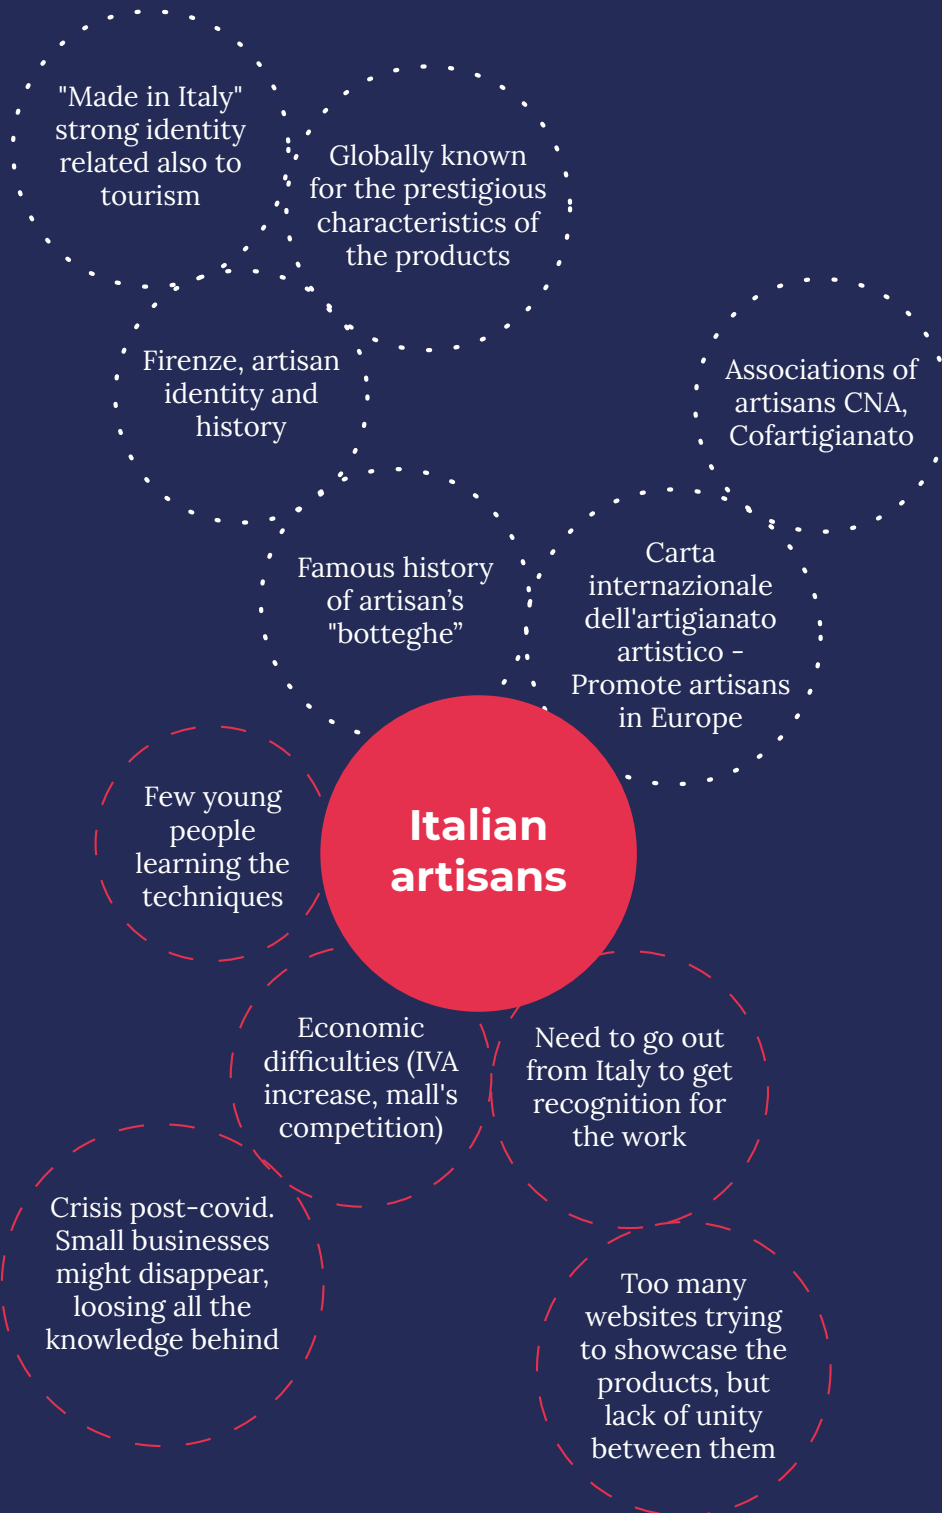 "Made in Italy"
strong identity
related also to
tourism
Globally known
for the prestigious
characteristics of
the products
Firenze, artisan
identity and
history
Associations of
artisans CNA,
Cofartigianato
Famous history
of artisan’s
"botteghe”
Carta
internazionale
dell'artigianato
artistico -
Promote artisans
in Europe
Few young
people
learning the
techniques
Italian
artisans
Economic
difficulties (IVA
increase, mall's
competition)
Need to go out
from Italy to get
recognition for
the work
Crisis post-covid.
Small businesses
might disappear,
loosing all the
knowledge behind
Too many
websites trying
to showcase the
products, but
lack of unity
between them